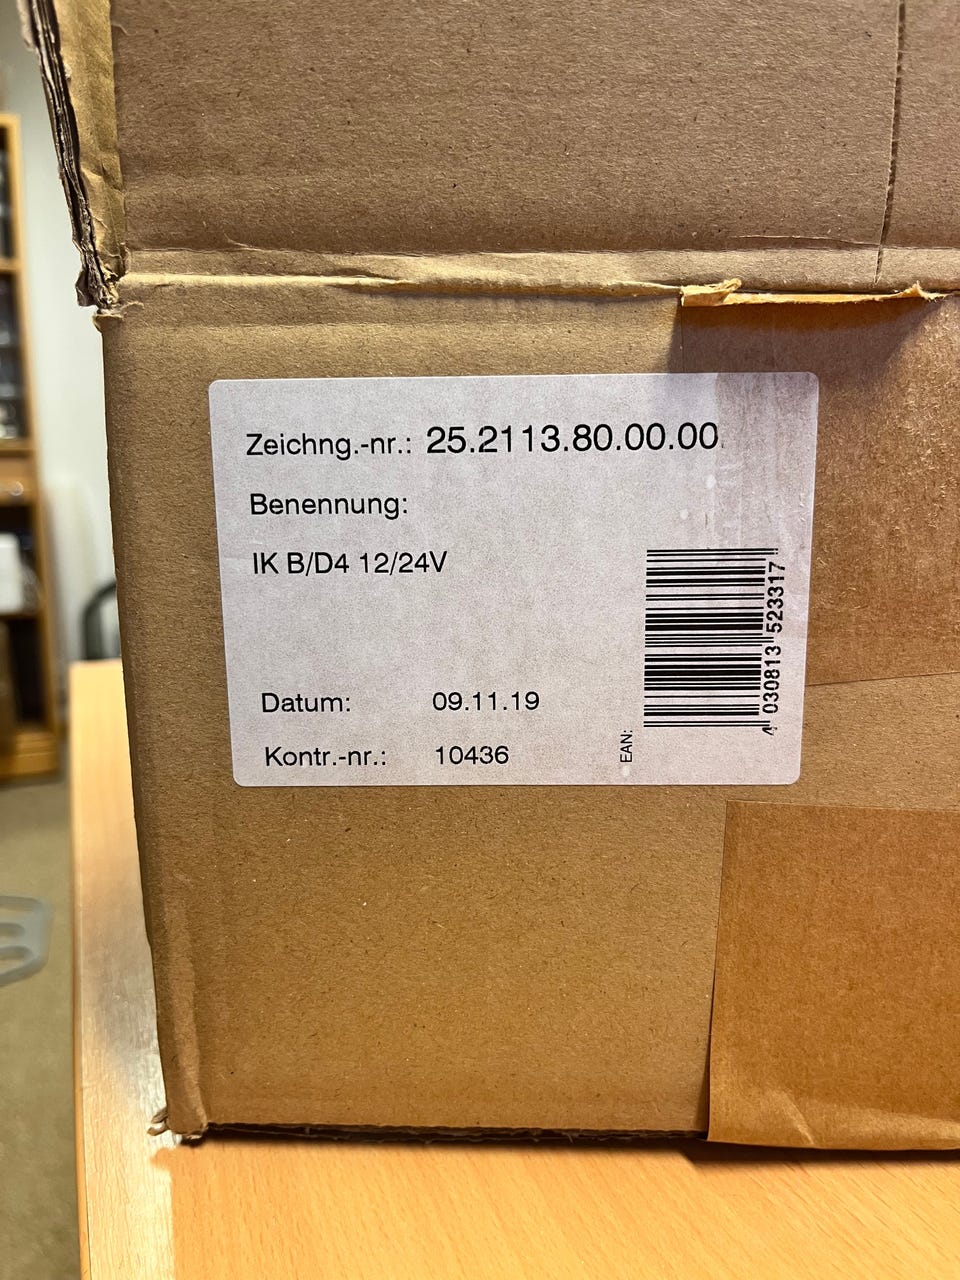 Zeichng.-nr.: 25.2113.80.00.00
Benennung:
IK B/D4 12/24V
Datum: 09.11.19
Kontr.-nr.: 10436
EAN:
4 030813 523317